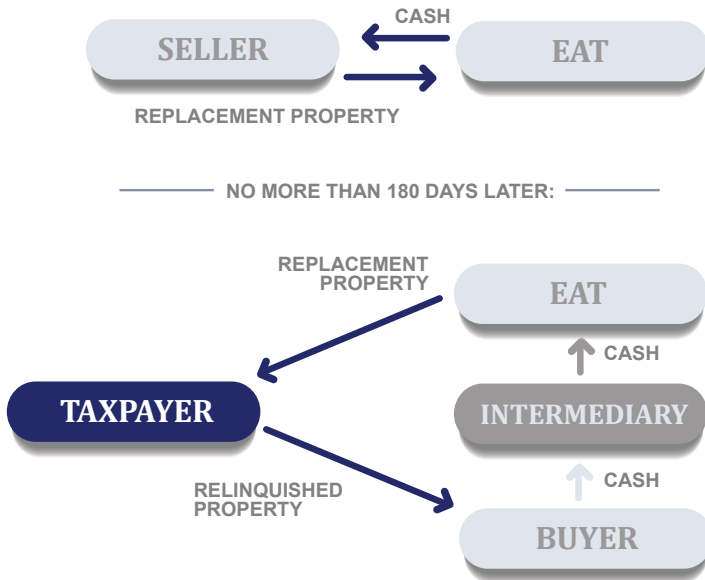 CASH
SELLER
EAT
REPLACEMENT PROPERTY
NO MORE THAN 180 DAYS LATER:
REPLACEMENT
PROPERTY
EAT
CASH
TAXPAYER
INTERMEDIARY
CASH
RELINQUISHED
PROPERTY
BUYER